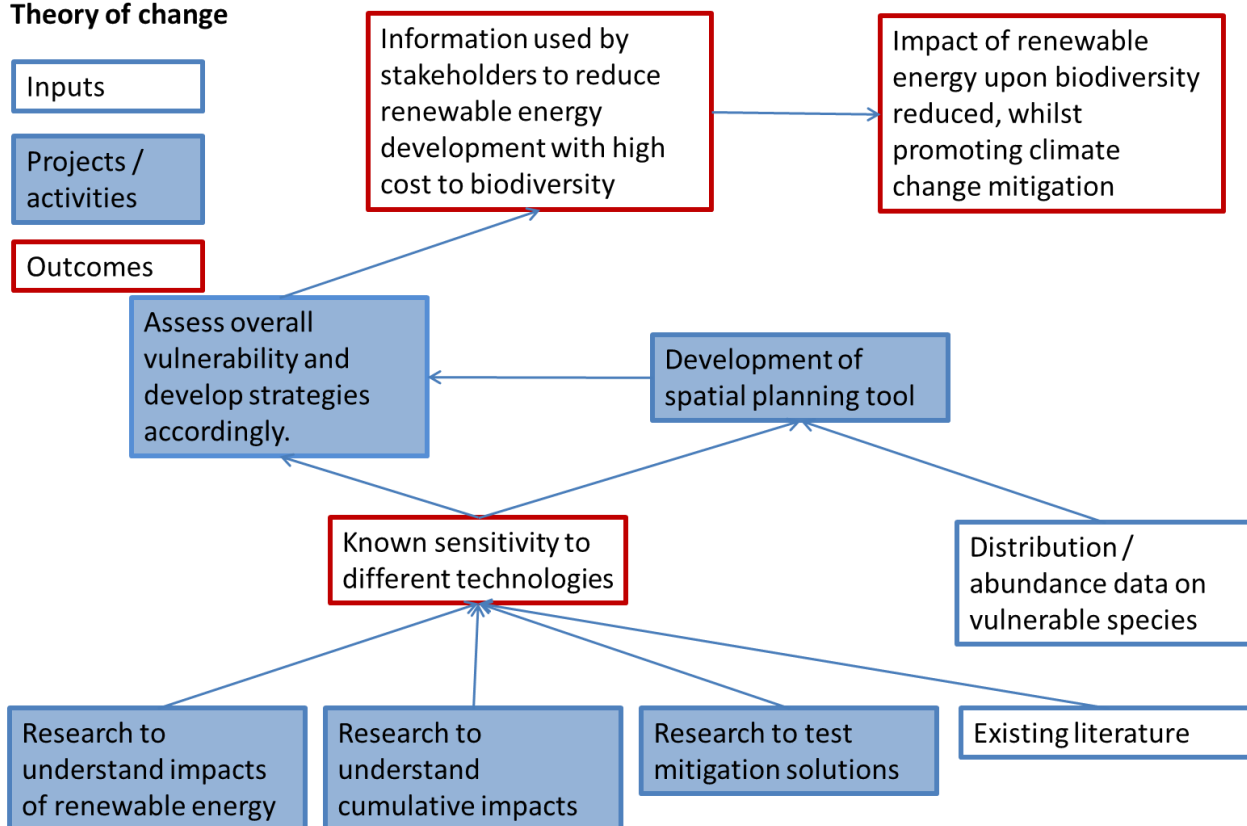 Theory of change
Inputs
Projects /
activities
Outcomes
Information used by
stakeholders to reduce
renewable energy
development with high
cost to biodiversity
Impact of renewable
energy upon biodiversity
reduced, whilst
promoting climate
change mitigation
Assess overall
vulnerability and
develop strategies
accordingly.
Development of
spatial planning tool
Known sensitivity to
different technologies
Distribution /
abundance data on
vulnerable species
Research to
understand impacts
of renewable energy
Research to
understand
cumulative impacts
Research to test
mitigation solutions
Existing literature